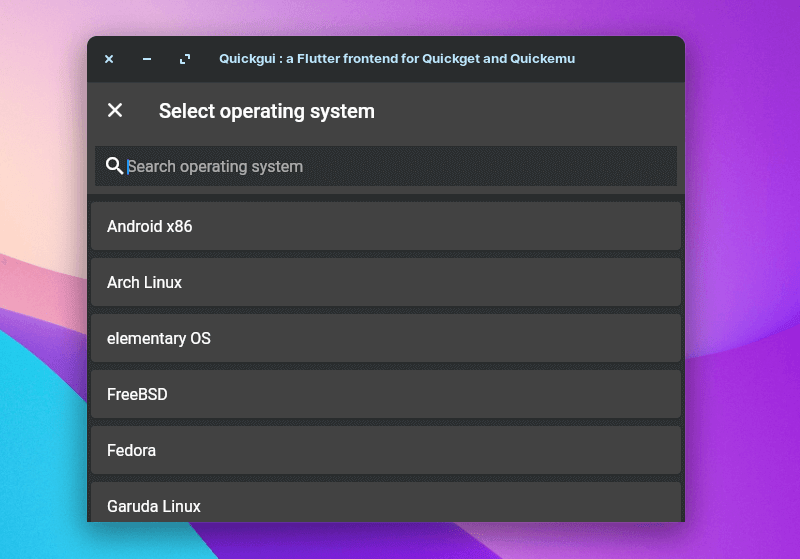 Quickgui : a Flutter frontend for Quickget and Quickemu
Select operating system
Search operating system
Android x86
Arch Linux
elementary OS
FreeBSD
Fedora
Garuda Linux